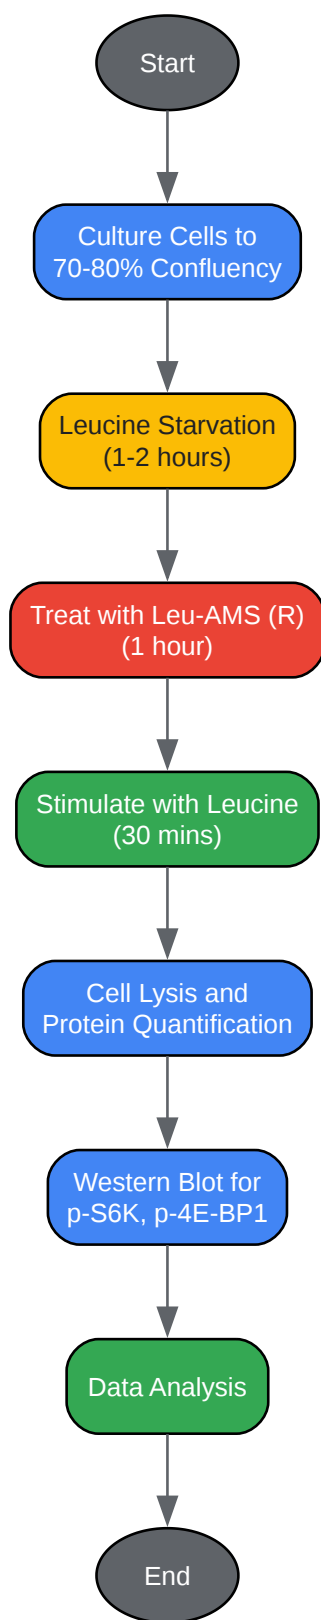 Start
Culture Cells to
70-80% Confluency
Leucine Starvation
(1-2 hours)
Treat with Leu-AMS (R)
(1 hour)
Stimulate with Leucine
(30 mins)
Cell Lysis and
Protein Quantification
Western Blot for
p-S6K, p-4E-BP1
Data Analysis
End